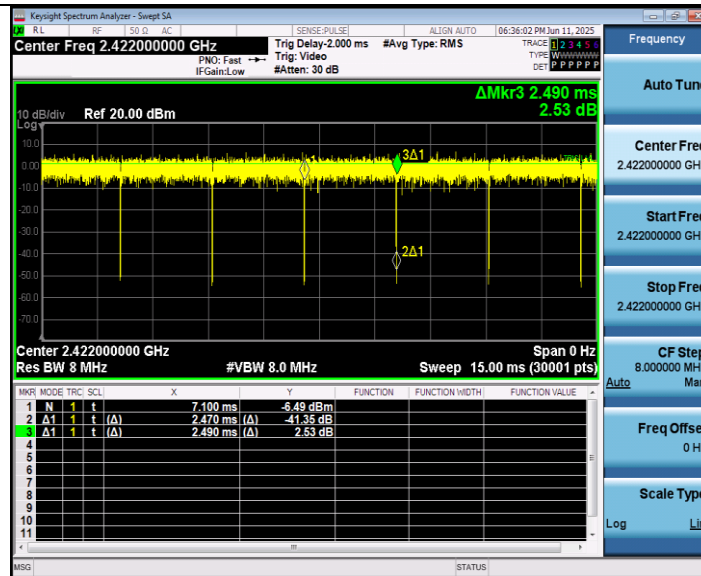 Keysight Spectrum Analyzer - Swept SA
RL RF 50 Ω AC SENSE:PULSE ALIGN AUTO 06:36:02 PM Jun 11, 2025
Center Freq 2.422000000 GHz
PNO: Fast
IFGain:Low
Trig Delay-2.000 ms
Trig: Video
#Atten: 30 dB
#Avg Type: RMS
TRACE 1 2 3 4 5 6
TYPE WWWWWW
DET P P P P P P
ΔMkr3 2.490 ms
2.53 dB
10 dB/div Ref 20.00 dBm
Log
10.0
0.00
-10.0
-20.0
-30.0
-40.0
-50.0
-60.0
-70.0
1
3Δ1
2Δ1
Center 2.422000000 GHz Span 0 Hz
Res BW 8 MHz #VBW 8.0 MHz Sweep 15.00 ms (30001 pts)
MKR MODE TRC SCL X Y FUNCTION FUNCTION WIDTH FUNCTION VALUE
1 N 1 t 7.100 ms -6.49 dBm
2 Δ1 1 t (Δ) 2.470 ms (Δ) -41.35 dB
3 Δ1 1 t (Δ) 2.490 ms (Δ) 2.53 dB
4
5
6
7
8
9
10
11
MSG STATUS
Frequency
Auto Tun
Center Fre
2.422000000 GH
Start Fre
2.422000000 GH
Stop Fre
2.422000000 GH
CF Step
8.000000 MH
Auto Ma
Freq Offse
0 H
Scale Type
Log Li